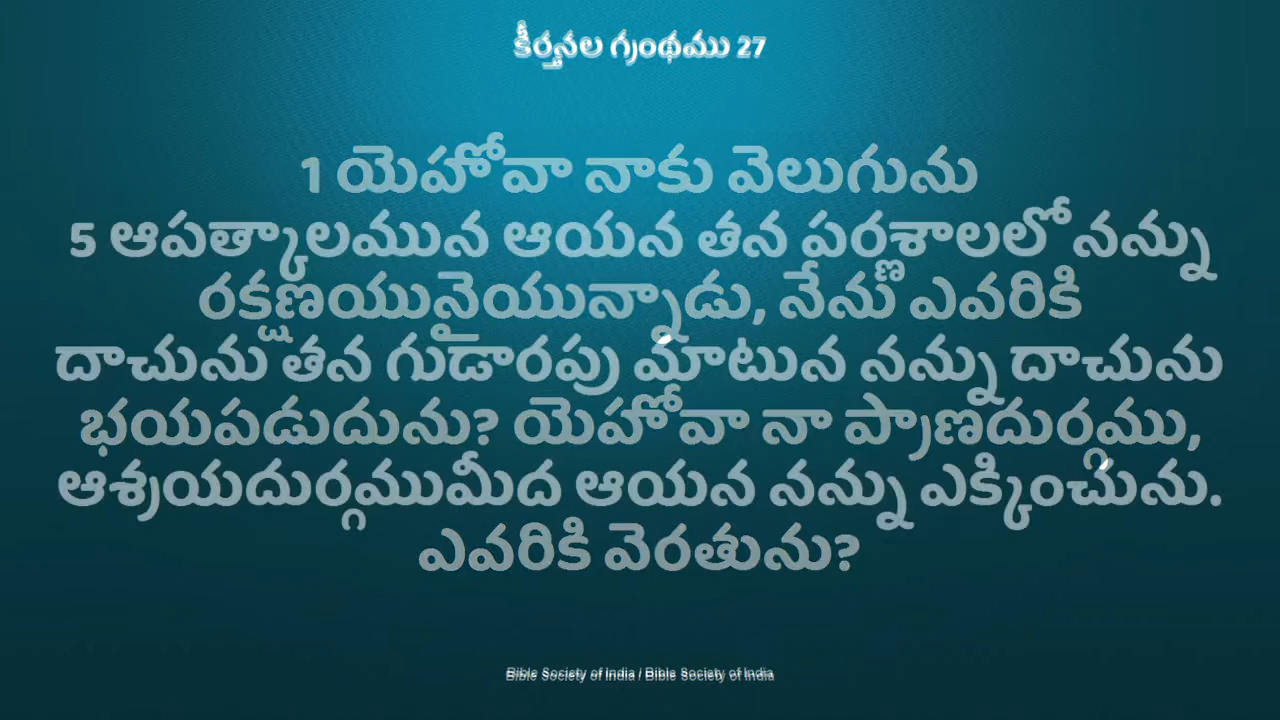 కీర్తనల గ్రంథము 27
1 యెహోవా నాకు వెలుగును
5 ఆపత్కాలమున ఆయన తన పర్ణశాలలో నన్ను
రక్షణయునైయున్నాడు, నేను ఎవరికి
దాచును తన గుడారపు మాటున నన్ను దాచును
భయపడుదును? యెహోవా నా ప్రాణదుర్గము,
ఆశ్రయదుర్గముమీద ఆయన నన్ను ఎక్కించును.
ఎవరికి వెరతును?
Bible Society of India / Bible Society of India